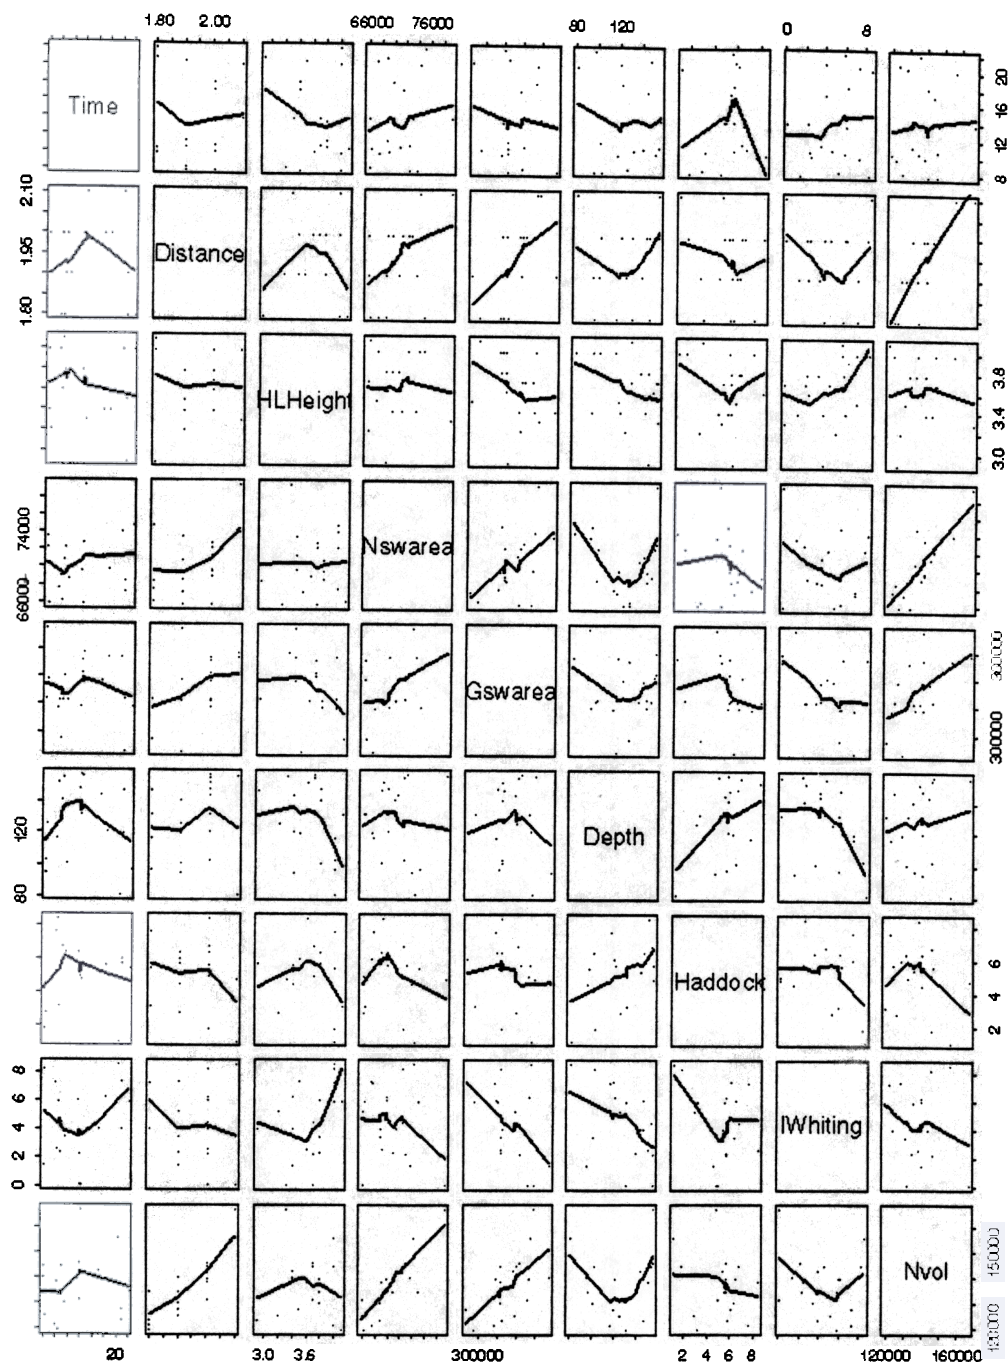 1.80 2.00 66000 76000 80 120 0 8
Time
8 12 16 20
1.80 1.95 2.10
Distance
HLHeight
3.0 3.4 3.8
66000 74000
Nswarea
Gswarea
300000
80 120
Depth
Haddock
2 4 6
0 2 4 6 8
IWhiting
Nvol
150000
20 3.0 3.6 300000 2 4 6 8 120000 160000